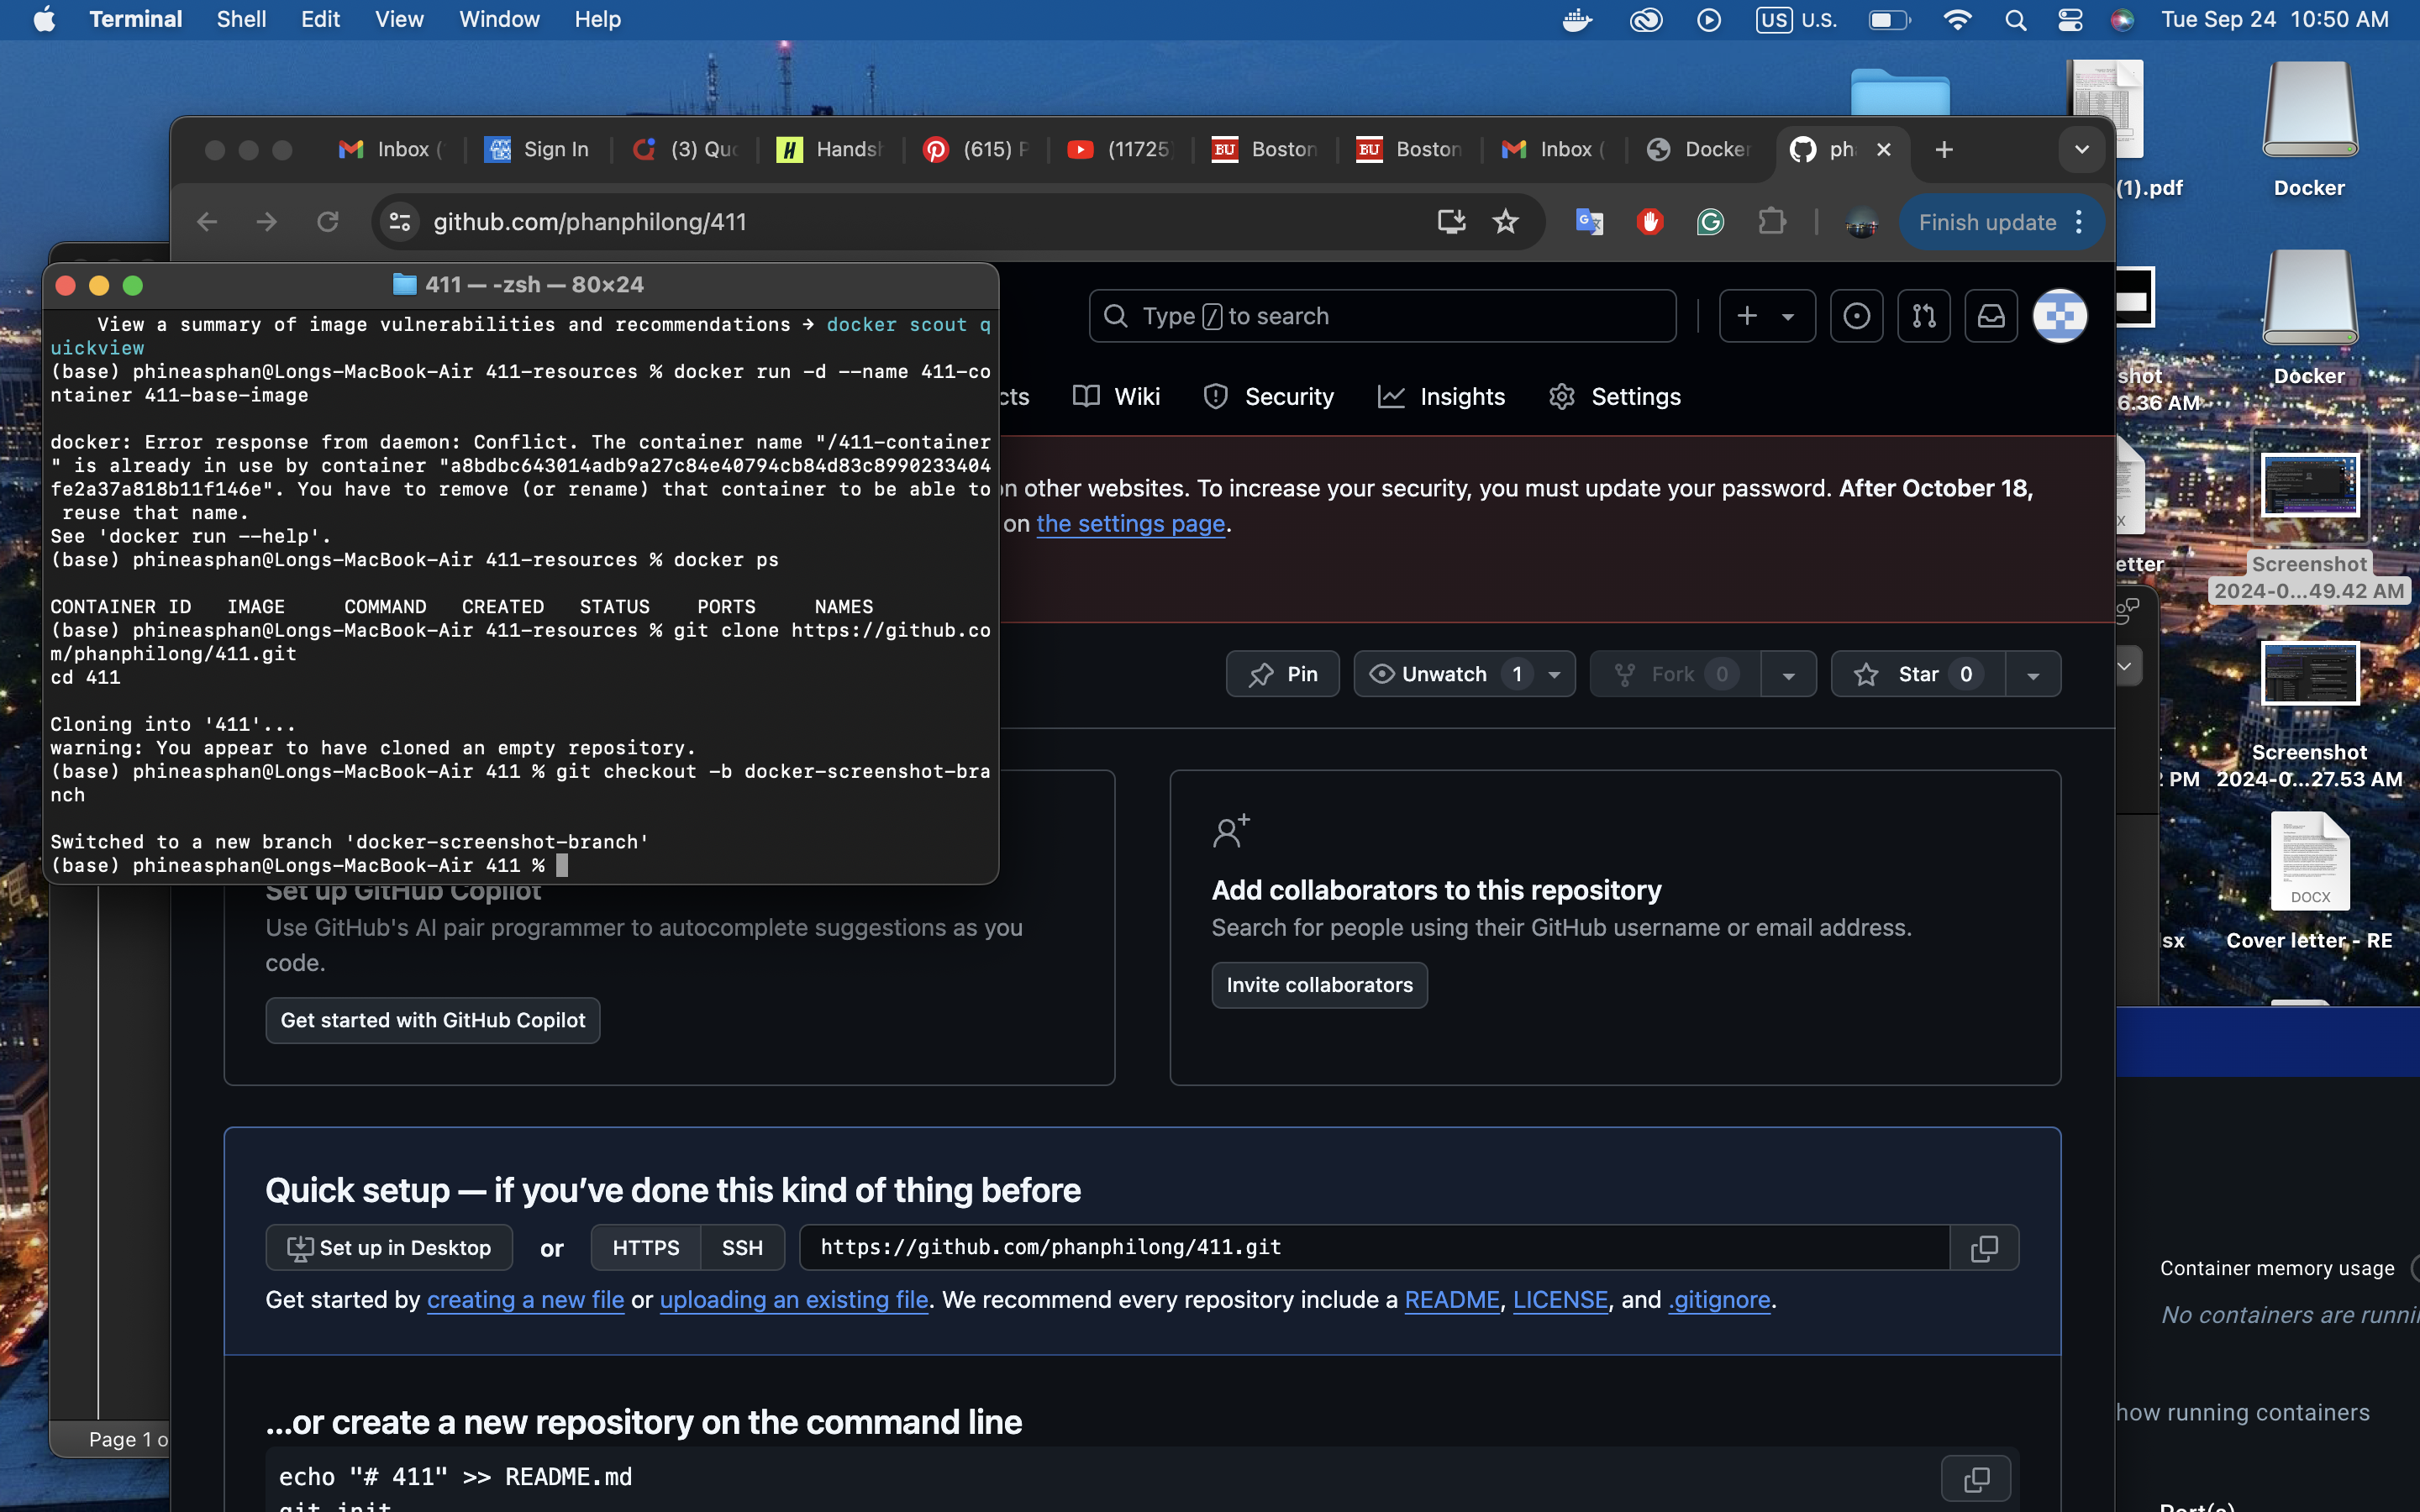 Terminal Shell Edit View Window Help US U.S. Tue Sep 24 10:50 AM
Inbox ( Sign In (3) Qu Handsh (615) P (11725 BU Boston BU Boston Inbox ( Docker ph
github.com/phanphilong/411 Finish update
(1).pdf Docker
411 — -zsh — 80×24
View a summary of image vulnerabilities and recommendations → docker scout q
uickview
(base) phineasphan@Longs-MacBook-Air 411-resources % docker run -d --name 411-co
ntainer 411-base-image
docker: Error response from daemon: Conflict. The container name "/411-container
" is already in use by container "a8bdbc643014adb9a27c84e40794cb84d83c8990233404
fe2a37a818b11f146e". You have to remove (or rename) that container to be able to
reuse that name.
See 'docker run --help'.
(base) phineasphan@Longs-MacBook-Air 411-resources % docker ps
CONTAINER ID IMAGE COMMAND CREATED STATUS PORTS NAMES
(base) phineasphan@Longs-MacBook-Air 411-resources % git clone https://github.co
m/phanphilong/411.git
cd 411
Cloning into '411'...
warning: You appear to have cloned an empty repository.
(base) phineasphan@Longs-MacBook-Air 411 % git checkout -b docker-screenshot-bra
nch
Switched to a new branch 'docker-screenshot-branch'
(base) phineasphan@Longs-MacBook-Air 411 %
Type / to search
cts Wiki Security Insights Settings
n other websites. To increase your security, you must update your password. After October 18,
on the settings page.
Pin Unwatch 1 Fork 0 Star 0
Set up GitHub Copilot
Use GitHub's AI pair programmer to autocomplete suggestions as you
code.
Get started with GitHub Copilot
Add collaborators to this repository
Search for people using their GitHub username or email address.
Invite collaborators
Quick setup — if you've done this kind of thing before
Set up in Desktop or HTTPS SSH https://github.com/phanphilong/411.git
Get started by creating a new file or uploading an existing file. We recommend every repository include a README, LICENSE, and .gitignore.
...or create a new repository on the command line
echo "# 411" >> README.md
git init
Page 1 o
shot Docker
6.36 AM
etter Screenshot
2024-0...49.42 AM
Screenshot
PM 2024-0...27.53 AM
DOCX
lsx Cover letter - RE
Container memory usage
No containers are runni
how running containers
Port(s)